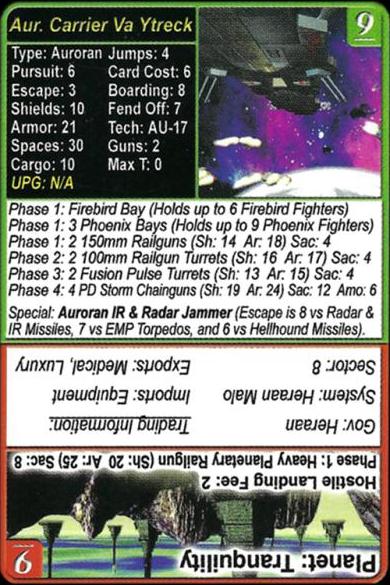 Aur. Carrier Va Ytreck
9
Type: Auroran Jumps: 4
Pursuit: 6 Card Cost: 6
Escape: 3 Boarding: 8
Shields: 10 Fend Off: 7
Armor: 21 Tech: AU-17
Spaces: 30 Guns: 2
Cargo: 10 Max T: 0
UPG: N/A
Phase 1: Firebird Bay (Holds up to 6 Firebird Fighters)
Phase 1: 3 Phoenix Bays (Holds up to 9 Phoenix Fighters)
Phase 1: 2 150mm Railguns (Sh: 14 Ar: 18) Sac: 4
Phase 2: 2 100mm Railgun Turrets (Sh: 16 Ar: 17) Sac: 4
Phase 3: 2 Fusion Pulse Turrets (Sh: 13 Ar: 15) Sac: 4
Phase 4: 4 PD Storm Chainguns (Sh: 19 Ar: 24) Sac: 12 Amo: 6
Special: Auroran IR & Radar Jammer (Escape is 8 vs Radar &
IR Missiles, 7 vs EMP Torpedos, and 6 vs Hellhound Missiles).
Planet: Tranquility
6
Hostile Landing Fee: 2
Phase 1: Heavy Planetary Railgun (Sh: 20 Ar: 25) Sac: 8
Gov: Heraan Trading Information:
System: Heraan Malo Imports: Equipment
Sector: 8 Exports: Medical, Luxury